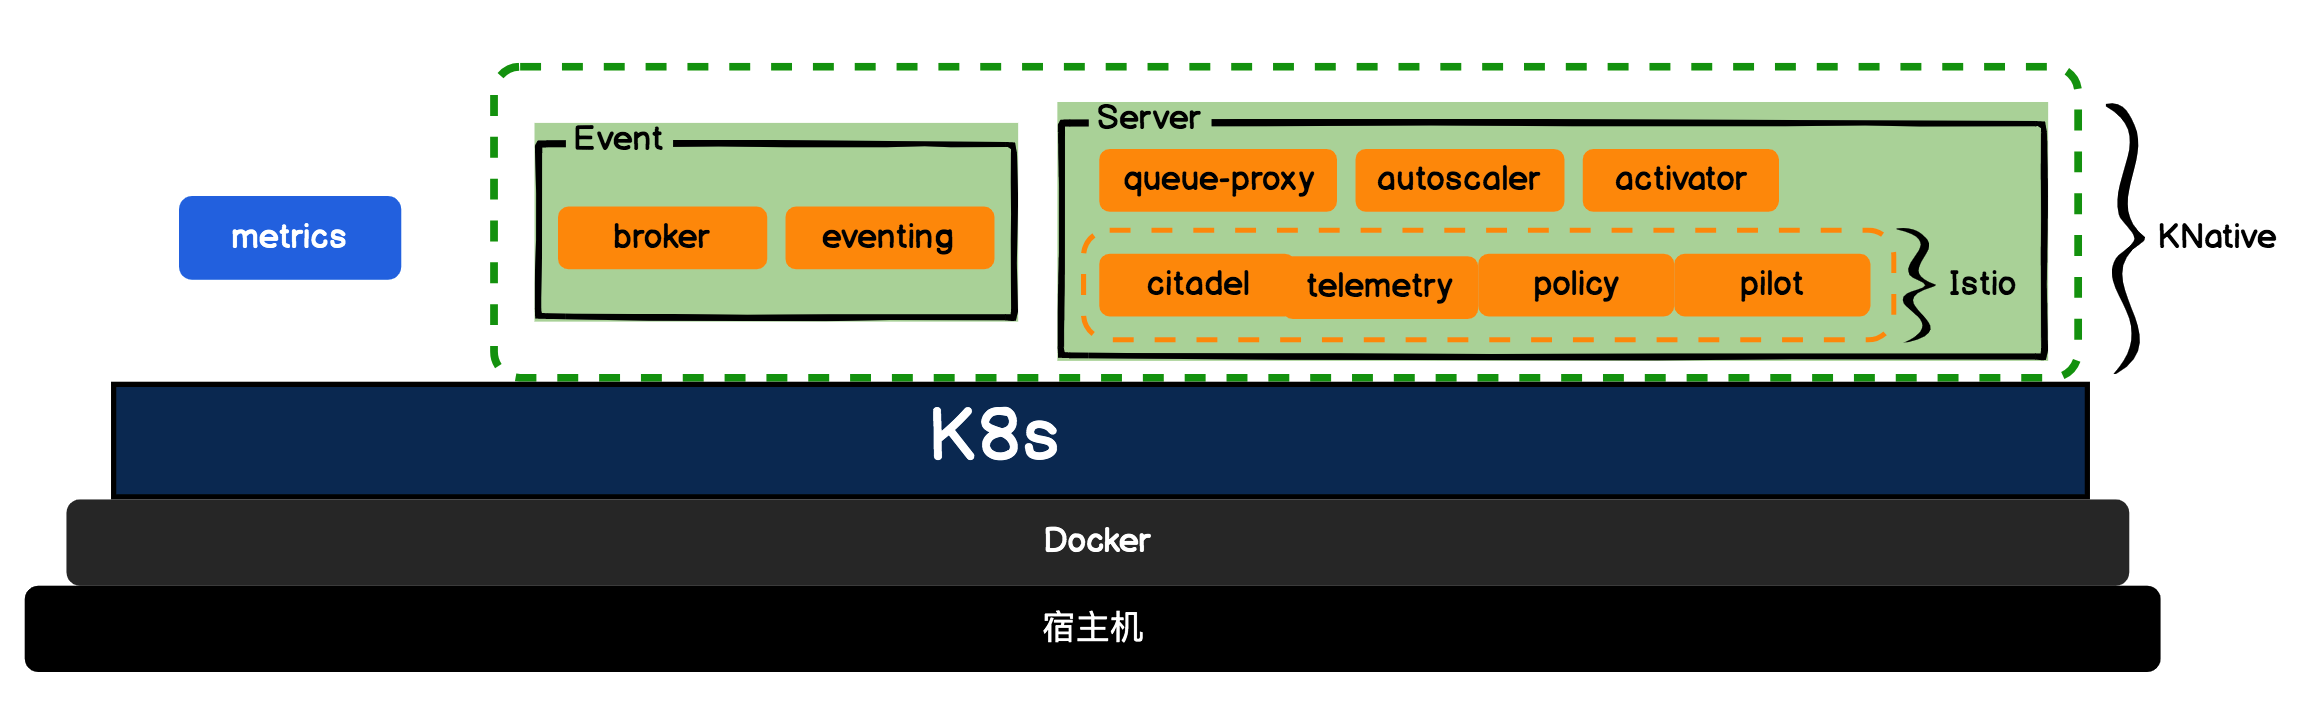 Server
Event
queue-proxy autoscaler activator
metrics
broker eventing
KNative
citadel telemetry policy pilot
Istio
K8s
Docker
宿主机